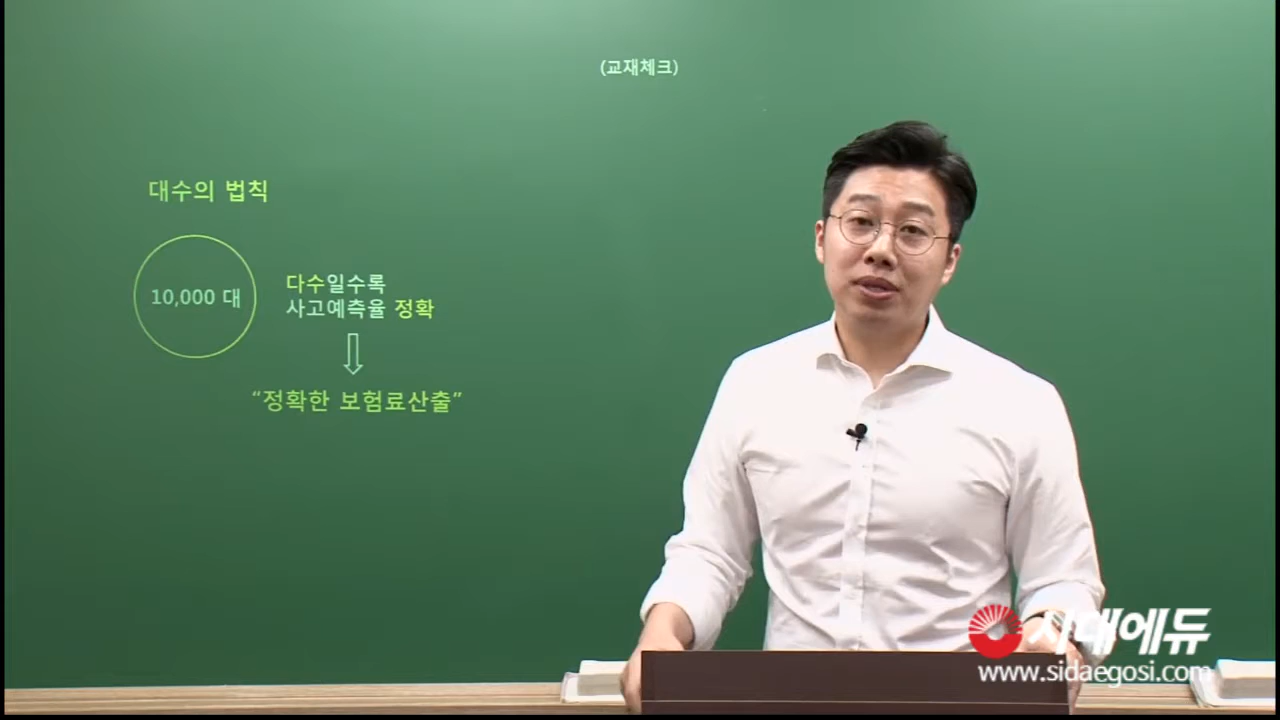 (교재체크)
대수의 법칙
10,000 대
다수일수록
사고예측율 정확
“정확한 보험료산출”
시대에듀
www.sidaegosi.com